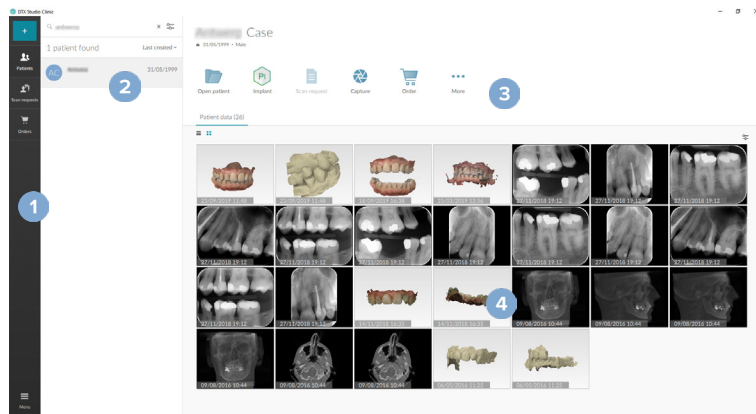 DTX Studio Clinic
+
Patients
Scan requests
Orders
Menu
1
1 patient found
Last created
AC
21/05/1999
2
Case
21/05/1999 • Male
Open patient
Implant
Scan request
Capture
Order
More
3
Patient data (26)
27/11/2018 19:12
27/11/2018 19:12
27/11/2018 19:12
27/11/2018 19:12
27/11/2018 19:12
27/11/2018 19:12
27/11/2018 19:12
27/11/2018 19:12
27/11/2018 19:12
27/11/2018 19:12
27/11/2018 19:12
27/11/2018 19:12
4
09/08/2016 10:44
09/08/2016 10:44
09/08/2016 10:44
09/08/2016 10:44
09/08/2016 10:44
09/08/2016 10:44